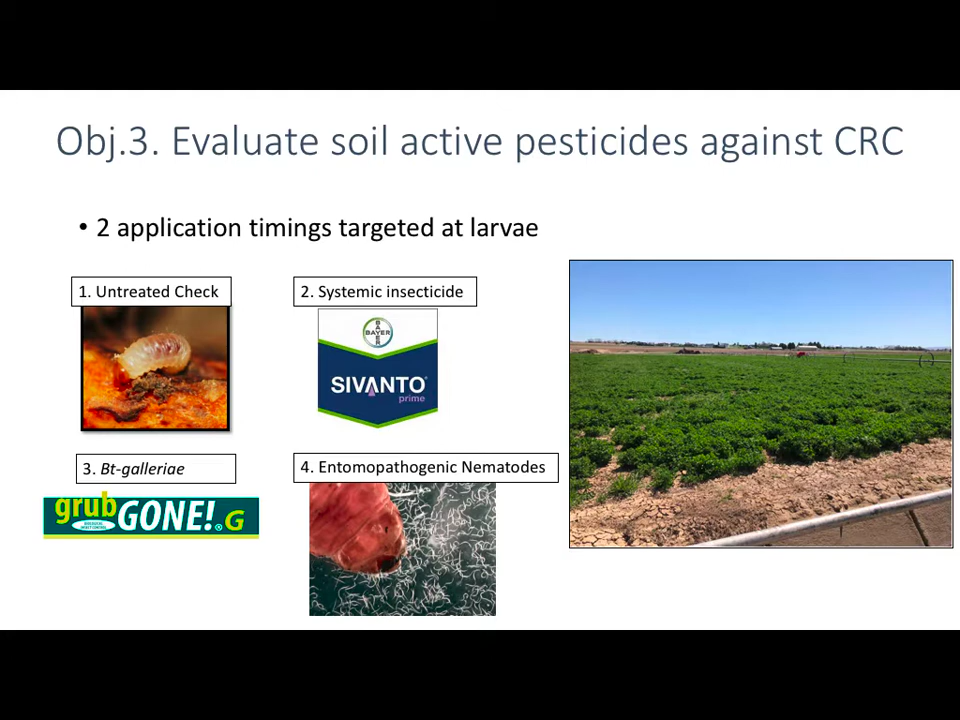 Obj.3. Evaluate soil active pesticides against CRC
• 2 application timings targeted at larvae
1. Untreated Check
2. Systemic insecticide
BAYER
BAYER
SIVANTO®
prime
3. Bt-galleriae
4. Entomopathogenic Nematodes
grubGONE!® G